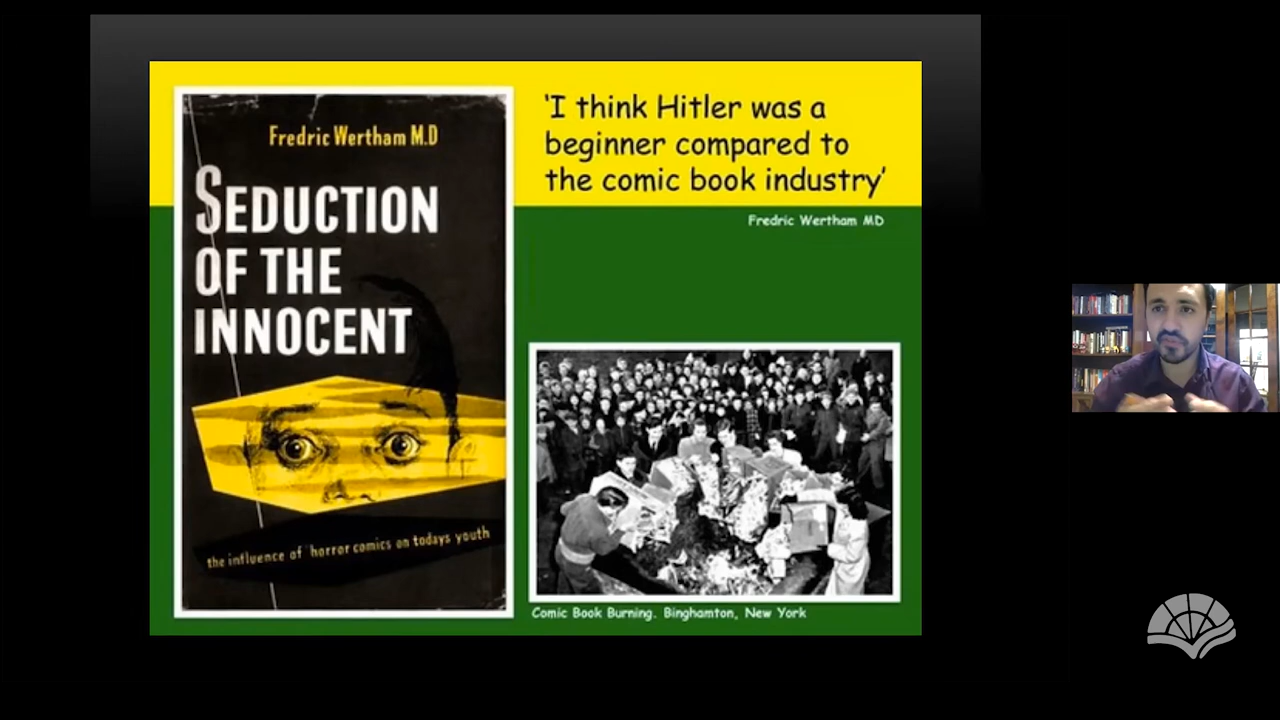 Fredric Wertham M.D
SEDUCTION
OF THE
INNOCENT
the influence of horror comics on todays youth
'I think Hitler was a
beginner compared to
the comic book industry'
Fredric Wertham MD
Comic Book Burning. Binghamton, New York